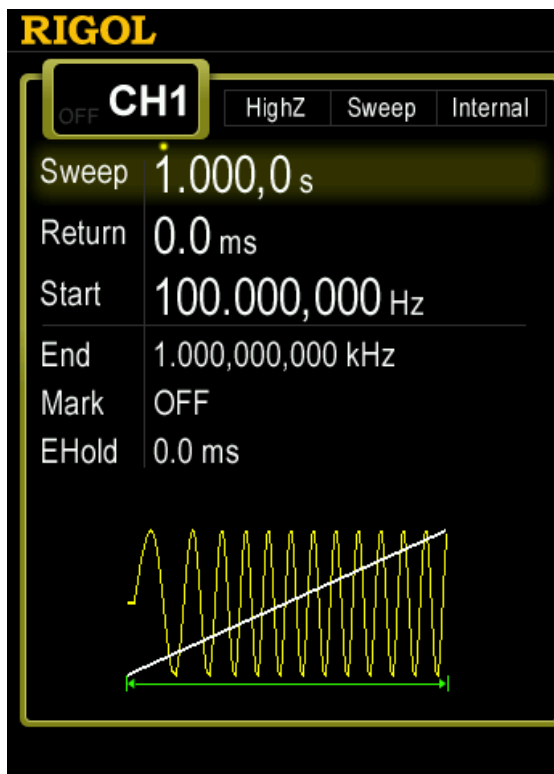 RIGOL
OFF CH1 HighZ Sweep Internal
Sweep 1.000,0 s
Return 0.0 ms
Start 100.000,000 Hz
End 1.000,000,000 kHz
Mark OFF
EHold 0.0 ms